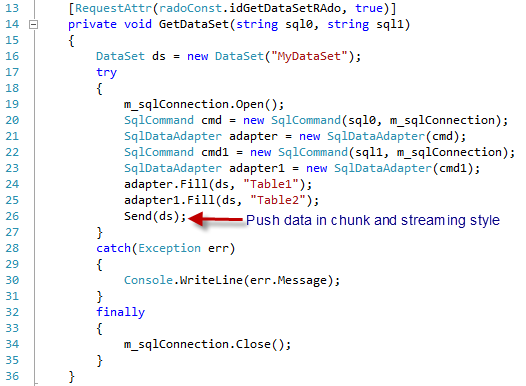 13 [RequestAttr(radoConst.idGetDataSetRAdo, true)]
14 private void GetDataSet(string sql0, string sql1)
15 {
16 DataSet ds = new DataSet("MyDataSet");
17 try
18 {
19 m_sqlConnection.Open();
20 SqlCommand cmd = new SqlCommand(sql0, m_sqlConnection);
21 SqlDataAdapter adapter = new SqlDataAdapter(cmd);
22 SqlCommand cmd1 = new SqlCommand(sql1, m_sqlConnection);
23 SqlDataAdapter adapter1 = new SqlDataAdapter(cmd1);
24 adapter.Fill(ds, "Table1");
25 adapter1.Fill(ds, "Table2");
26 Send(ds); Push data in chunk and streaming style
27 }
28 catch(Exception err)
29 {
30 Console.WriteLine(err.Message);
31 }
32 finally
33 {
34 m_sqlConnection.Close();
35 }
36 }